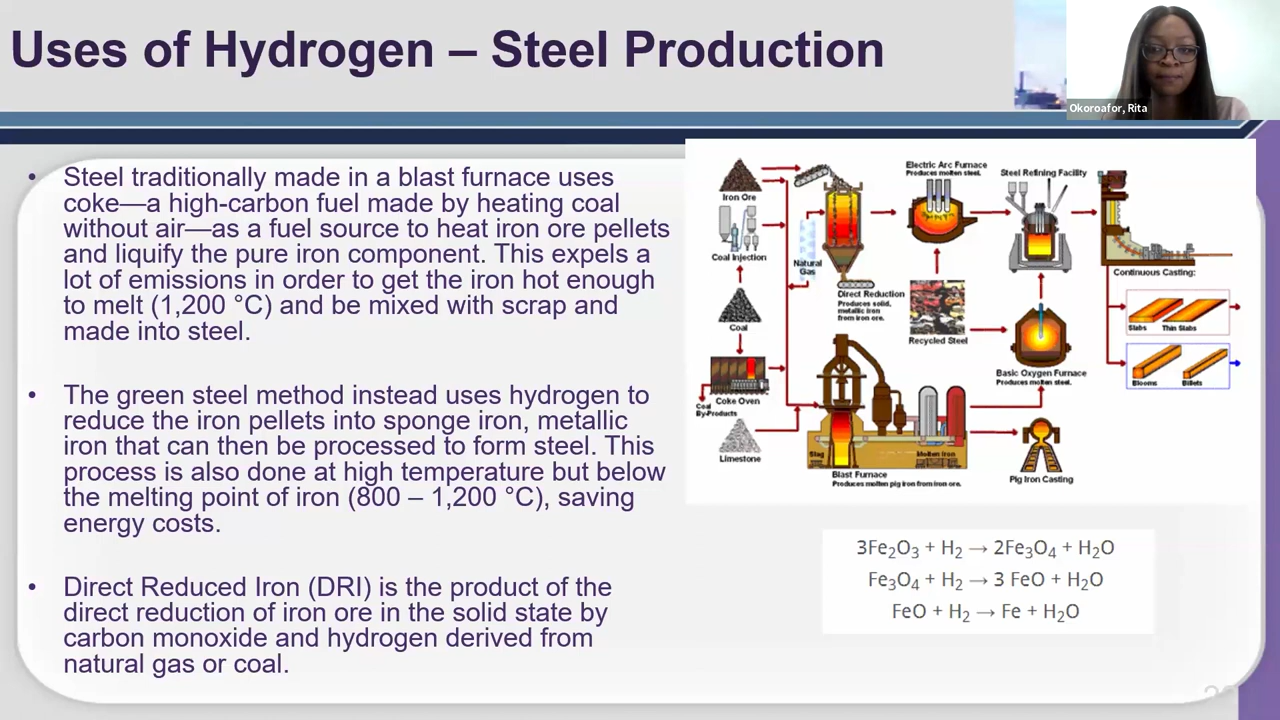 Uses of Hydrogen – Steel Production
Okoroafor, Rita
• Steel traditionally made in a blast furnace uses
coke—a high-carbon fuel made by heating coal
without air—as a fuel source to heat iron ore pellets
and liquify the pure iron component. This expels a
lot of emissions in order to get the iron hot enough
to melt (1,200 °C) and be mixed with scrap and
made into steel.
• The green steel method instead uses hydrogen to
reduce the iron pellets into sponge iron, metallic
iron that can then be processed to form steel. This
process is also done at high temperature but below
the melting point of iron (800 – 1,200 °C), saving
energy costs.
• Direct Reduced Iron (DRI) is the product of the
direct reduction of iron ore in the solid state by
carbon monoxide and hydrogen derived from
natural gas or coal.
Iron Ore
Coal Injection
Coal
Coke Oven
Coal
By-Products
Limestone
Natural
Gas
Direct Reduction
Produces solid,
metallic iron
from iron ore.
Electric Arc Furnace
Produces molten steel.
Steel Refining Facility
Recycled Steel
Basic Oxygen Furnace
Produces molten steel.
Continuous Casting:
Slabs
Thin Slabs
Blooms
Billets
Slag
Molten Iron
Blast Furnace
Produces molten pig iron from iron ore.
Pig Iron Casting
3Fe₂O₃ + H₂ → 2Fe₃O₄ + H₂O
Fe₃O₄ + H₂ → 3 FeO + H₂O
FeO + H₂ → Fe + H₂O